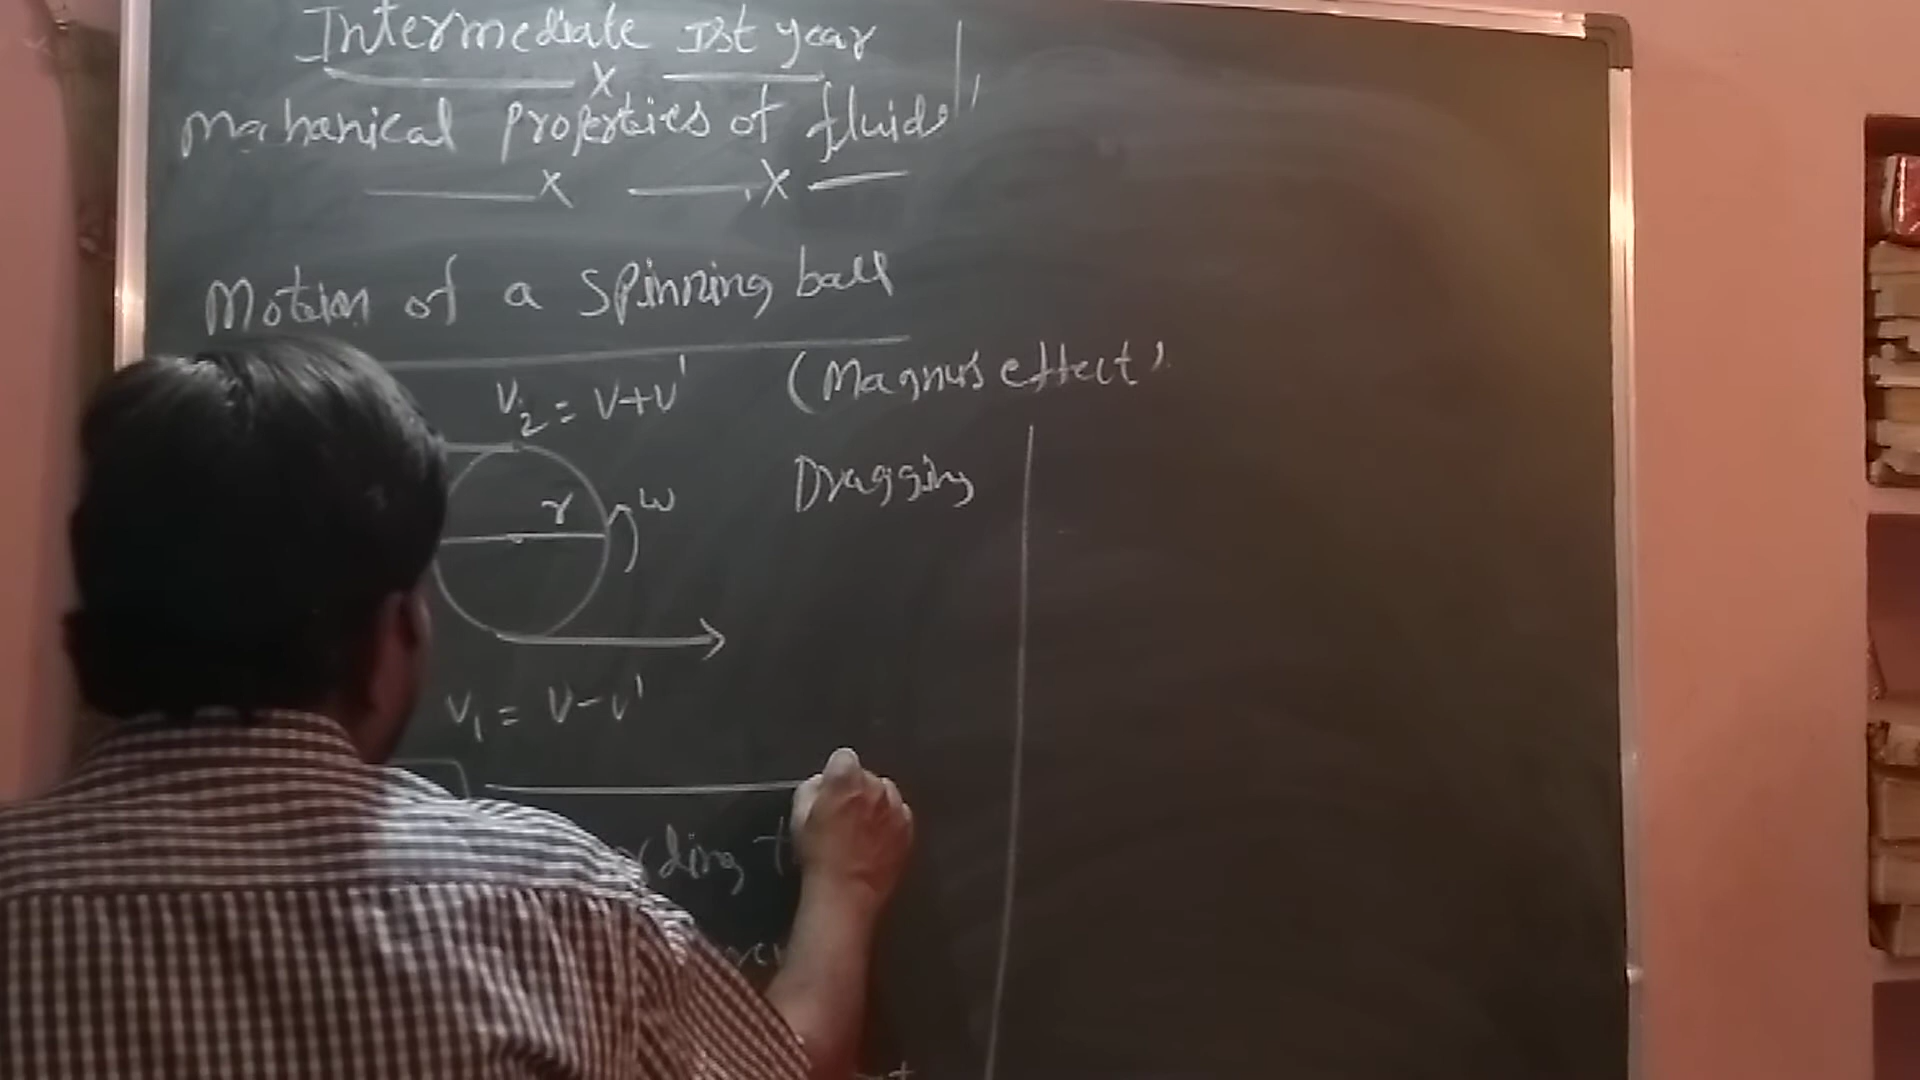 Intermediate Ist year
Mechanical properties of fluids
Motion of a spinning ball
(Magnus effect)
V2 = V+V'
Dragging
r
ω
V1 = V-V'